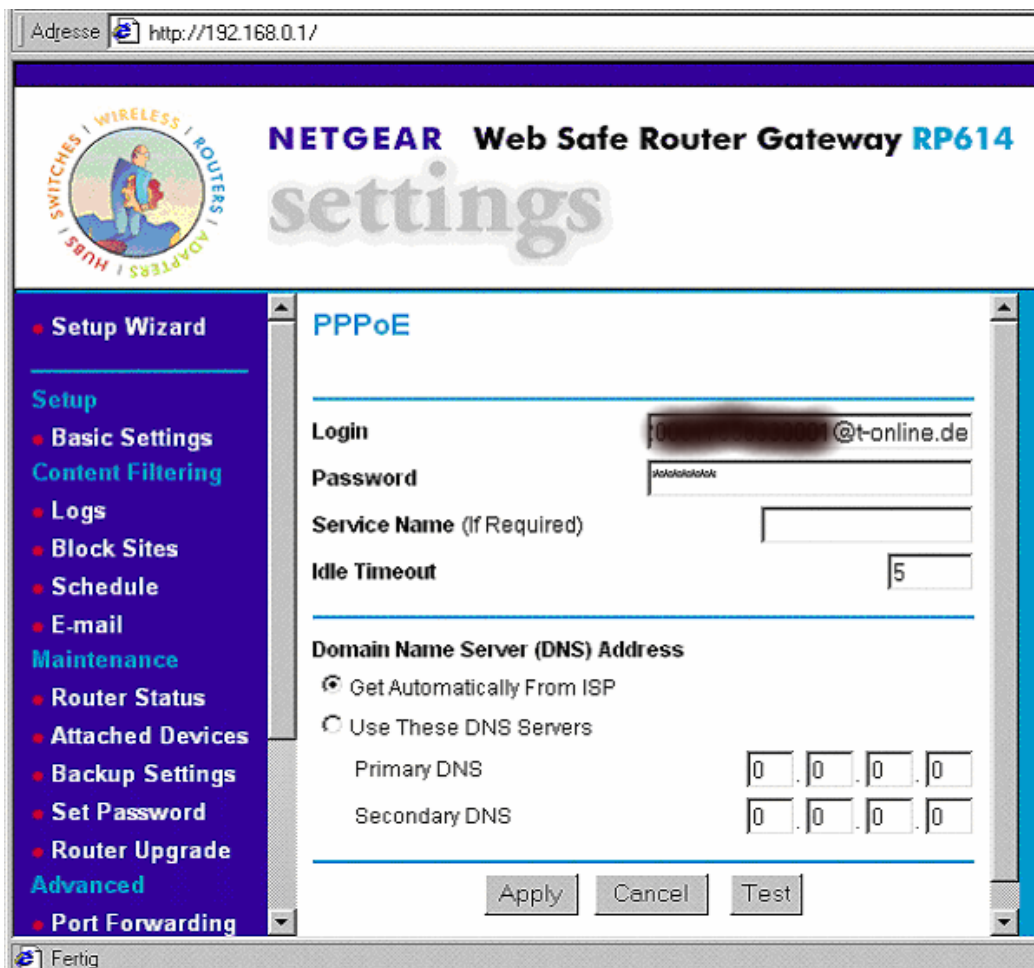 Adresse http://192.168.0.1/
SWITCHES | WIRELESS | ROUTERS | ADAPTERS | HUBS |
NETGEAR Web Safe Router Gateway RP614
settings
Setup Wizard
Setup
Basic Settings
Content Filtering
Logs
Block Sites
Schedule
E-mail
Maintenance
Router Status
Attached Devices
Backup Settings
Set Password
Router Upgrade
Advanced
Port Forwarding
PPPoE
Login @t-online.de
Password **********
Service Name (If Required)
Idle Timeout 5
Domain Name Server (DNS) Address
Get Automatically From ISP
Use These DNS Servers
Primary DNS 0 . 0 . 0 . 0
Secondary DNS 0 . 0 . 0 . 0
Apply Cancel Test
Fertig